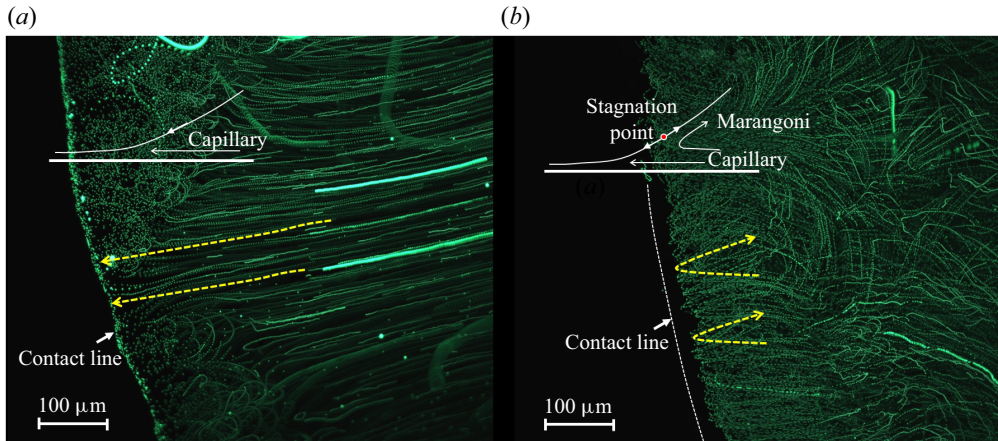 (a)
(b)
Capillary
Contact line
100 μm
Stagnation
point
Marangoni
Capillary
(a)
Contact line
100 μm